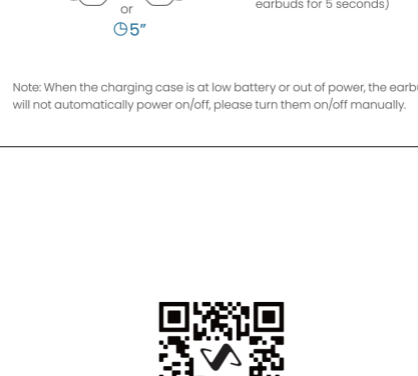 or
earbuds for 5 seconds)
5″
Note: When the charging case is at low battery or out of power, the
will not automatically power on/off, please turn them on/off manually.